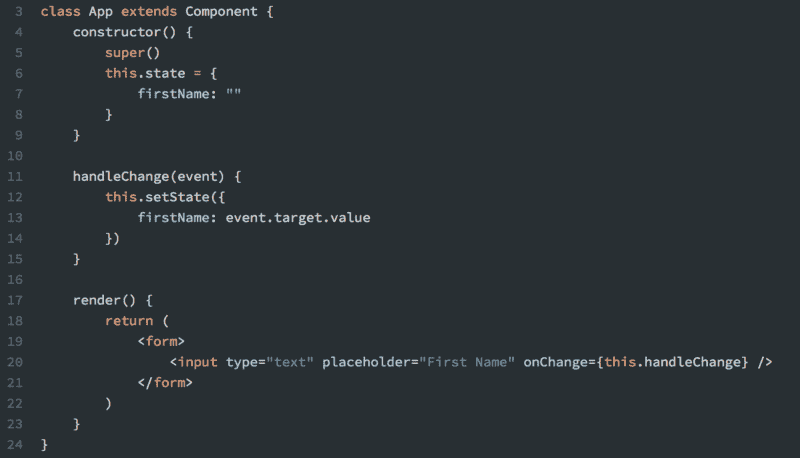 3 class App extends Component {
4     constructor() {
5         super()
6         this.state = {
7             firstName: ""
8         }
9     }
10
11     handleChange(event) {
12         this.setState({
13             firstName: event.target.value
14         })
15     }
16
17     render() {
18         return (
19             <form>
20                 <input type="text" placeholder="First Name" onChange={this.handleChange} />
21             </form>
22         )
23     }
24 }